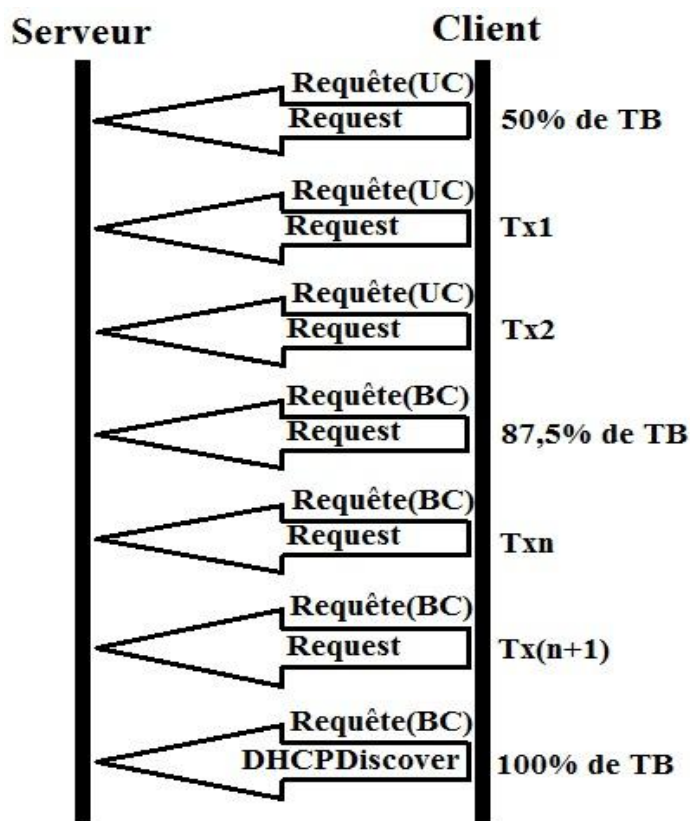 Serveur Client
Requête(UC)
Request 50% de TB
Requête(UC)
Request Tx1
Requête(UC)
Request Tx2
Requête(BC)
Request 87,5% de TB
Requête(BC)
Request Txn
Requête(BC)
Request Tx(n+1)
Requête(BC)
DHCPDiscover 100% de TB